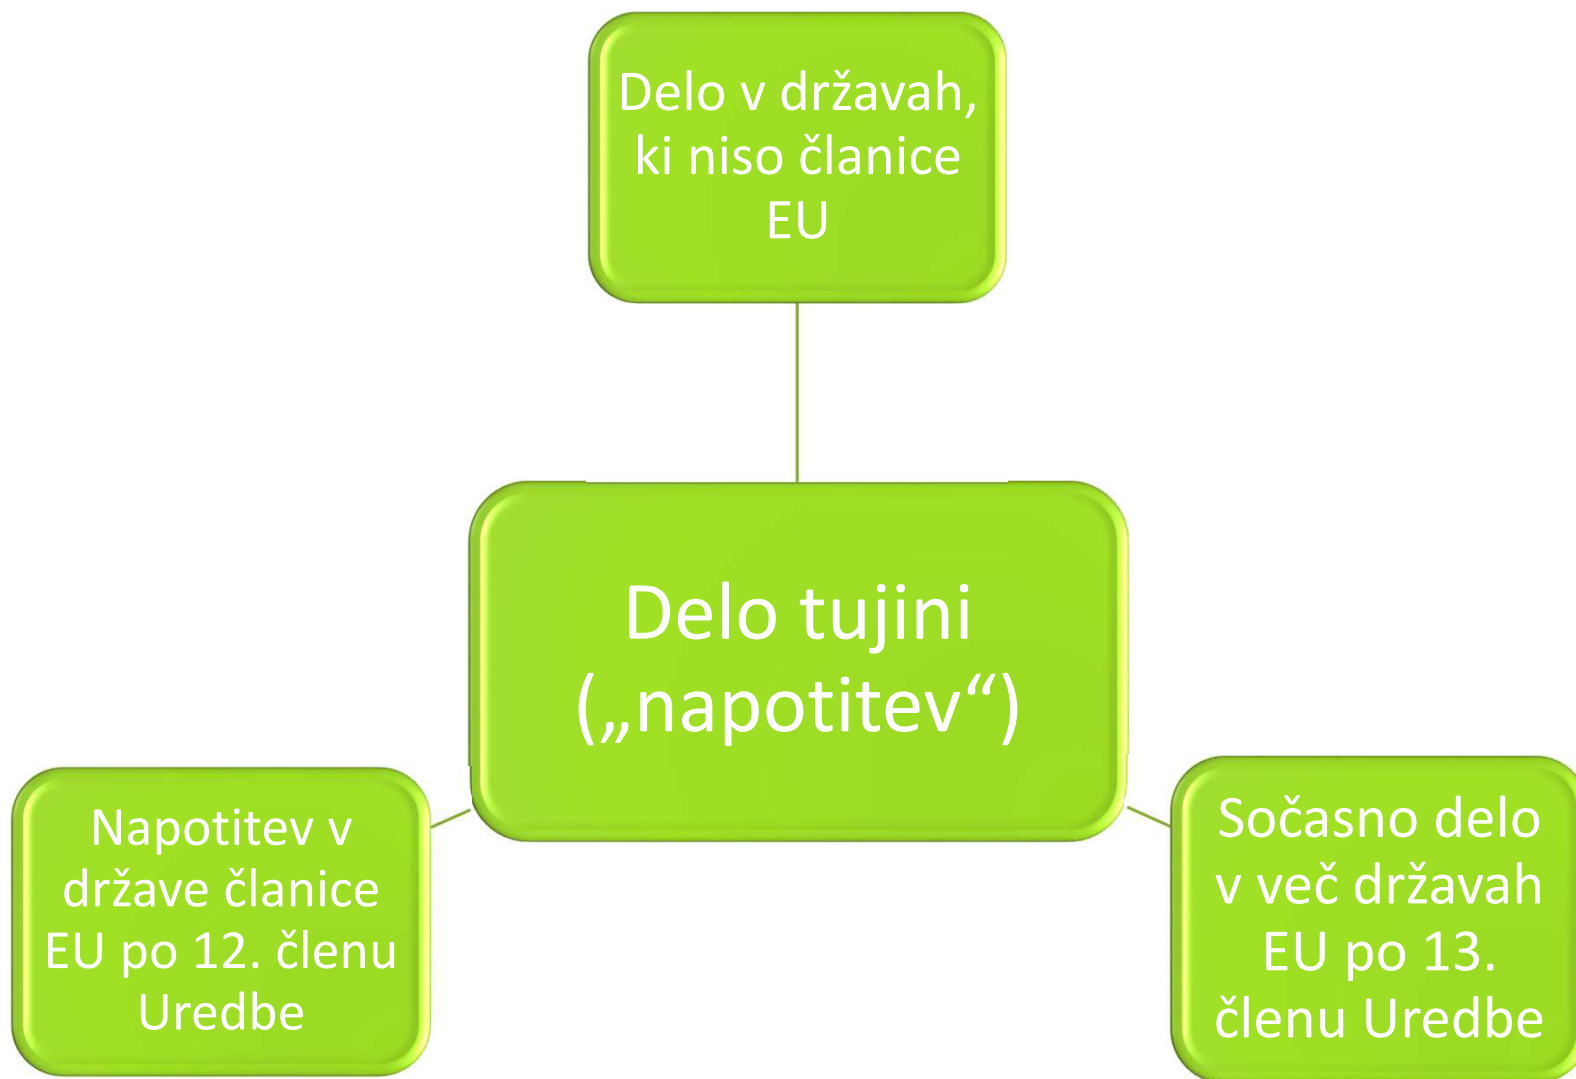 Delo v državah,
ki niso članice
EU
Delo tujini
(„napotitev“)
Napotitev v
države članice
EU po 12. členu
Uredbe
Sočasno delo
v več državah
EU po 13.
členu Uredbe